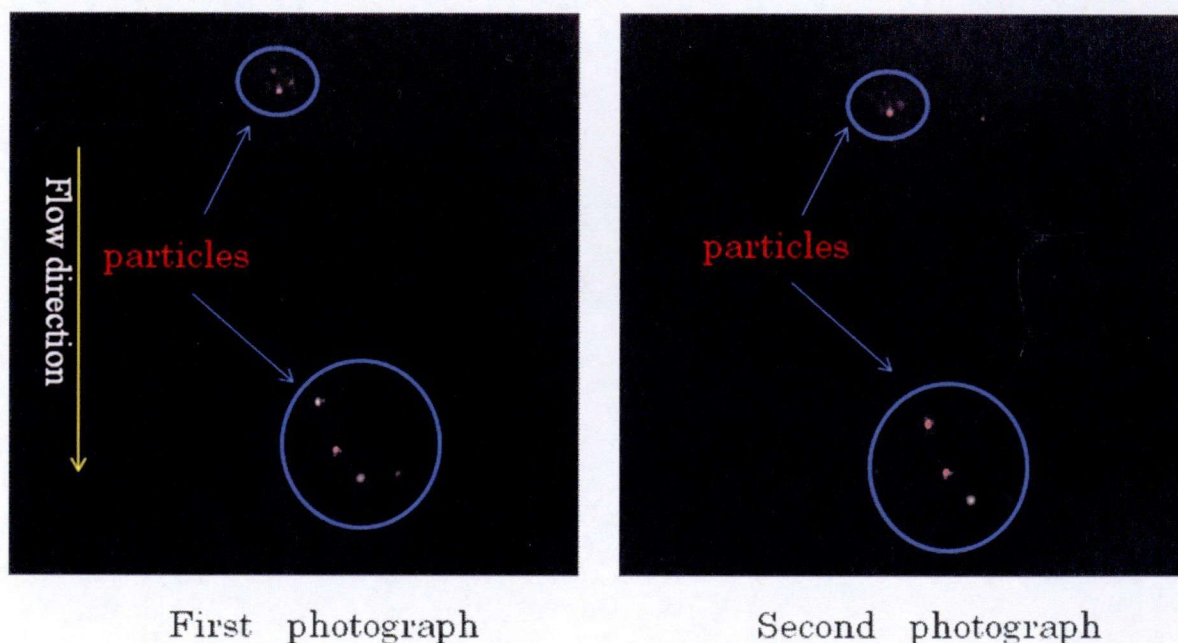 Flow direction
particles
particles
First photograph
Second photograph